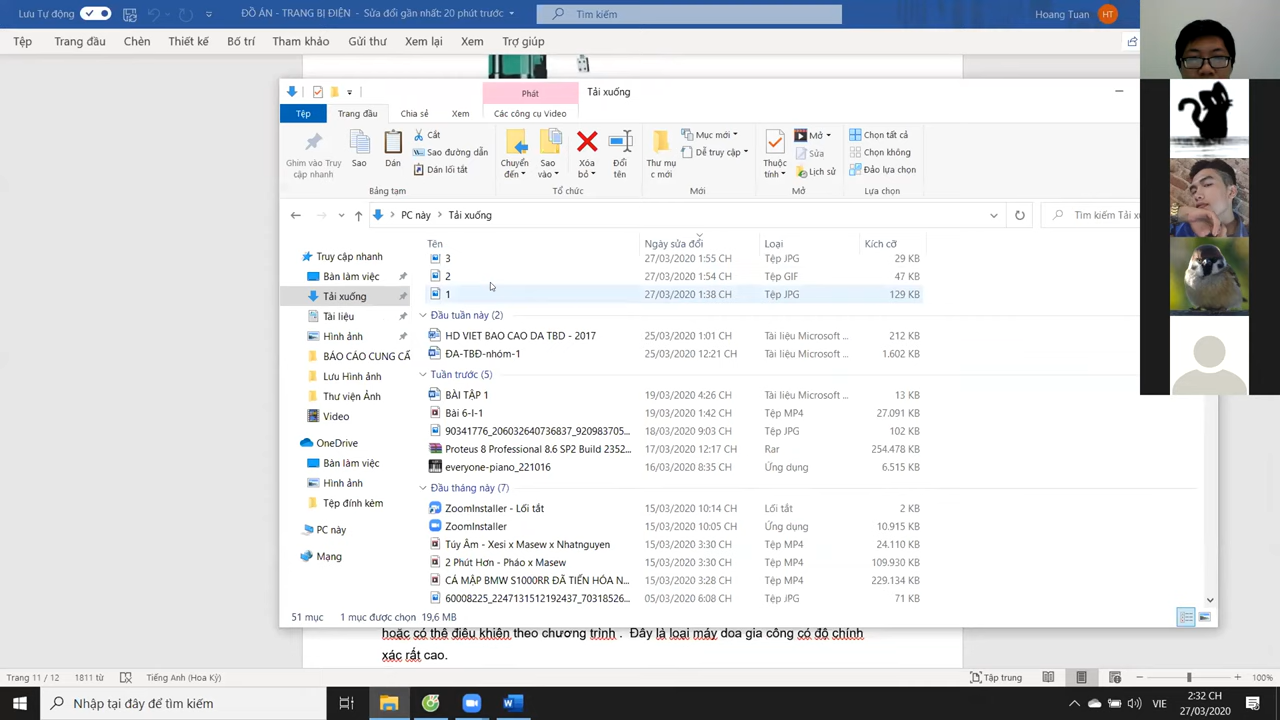 Lưu tự động ĐỒ ÁN - TRANG BỊ ĐIỆN - Sửa đổi gần nhất: 20 phút trước Tìm kiếm Hoang Tuan HT
Tệp Trang đầu Chèn Thiết kế Bố trí Tham khảo Gửi thư Xem lại Xem Trợ giúp
Phát Tải xuống
Tệp Trang đầu Chia sẻ Xem Các công cụ Video
Ghim vào Truy cập nhanh Sao Dán Cắt Sao đường dẫn Dán lối tắt Chuyển đến Sao vào Xóa bỏ Đổi tên Thư mục mới Mục mới Dễ truy cập Thuộc tính Mở Sửa Lịch sử Chọn tất cả Chọn không Đảo lựa chọn
Bảng tạm Tổ chức Mới Mở Lựa chọn
PC này Tải xuống Tìm kiếm Tải x
Tên Ngày sửa đổi Loại Kích cỡ
3 27/03/2020 1:55 CH Tệp JPG 29 KB
Truy cập nhanh
Bàn làm việc 2 27/03/2020 1:54 CH Tệp GIF 47 KB
Tải xuống 1 27/03/2020 1:38 CH Tệp JPG 129 KB
Tài liệu Đầu tuần này (2)
Hình ảnh HD VIET BAO CAO DA TBD - 2017 25/03/2020 1:01 CH Tài liệu Microsoft ... 212 KB
BÁO CÁO CUNG CẤ ĐA-TBĐ-nhóm-1 25/03/2020 12:21 CH Tài liệu Microsoft ... 1.602 KB
Lưu Hình ảnh Tuần trước (5)
Thư viện Ảnh BÀI TẬP 1 19/03/2020 4:26 CH Tài liệu Microsoft ... 13 KB
Video Bài 6-I-1 19/03/2020 1:42 CH Tệp MP4 27.091 KB
90341776_206032640736837_920983705... 18/03/2020 9:03 CH Tệp JPG 102 KB
OneDrive Proteus 8 Professional 8.6 SP2 Build 2352... 17/03/2020 12:17 CH Rar 254.478 KB
Bàn làm việc everyone-piano_221016 16/03/2020 8:35 CH Ứng dụng 6.515 KB
Hình ảnh Đầu tháng này (7)
Tệp đính kèm ZoomInstaller - Lối tắt 15/03/2020 10:14 CH Lối tắt 2 KB
PC này ZoomInstaller 15/03/2020 10:05 CH Ứng dụng 10.915 KB
Túy Âm - Xesi x Masew x Nhatnguyen 15/03/2020 3:30 CH Tệp MP4 24.110 KB
Mạng 2 Phút Hơn - Pháo x Masew 15/03/2020 3:30 CH Tệp MP4 109.930 KB
CÁ MẬP BMW S1000RR ĐÃ TIẾN HÓA N... 15/03/2020 3:28 CH Tệp MP4 229.134 KB
60008225_2247131512192437_70318526... 05/03/2020 6:08 CH Tệp JPG 71 KB
51 mục 1 mục được chọn 19,6 MB
hoặc có thể điều khiển theo chương trình . Đây là loại máy doa gia công có độ chính
xác rất cao.
Trang 11 / 12 1811 từ Tiếng Anh (Hoa Kỳ) Tập trung 100%
Nhập tại đây để tìm kiếm VIE 2:32 CH
27/03/2020